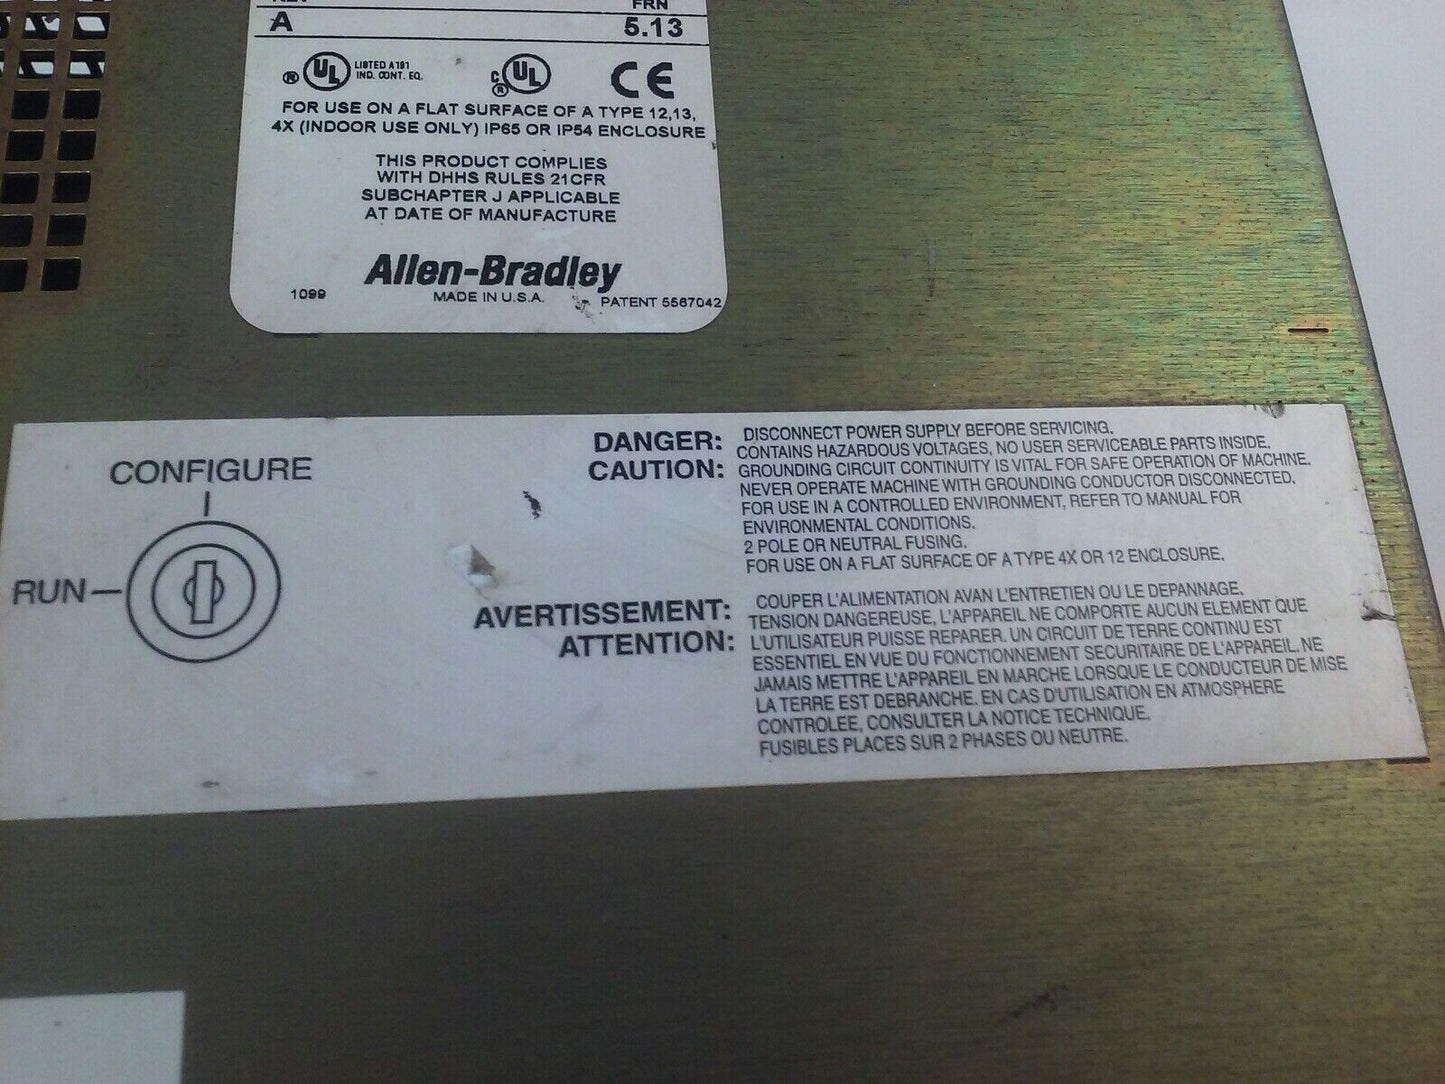 REV FRN
A 5.13
UL LISTED A191
IND. CONT. EQ.
C UL CE
FOR USE ON A FLAT SURFACE OF A TYPE 12,13,
4X (INDOOR USE ONLY) IP65 OR IP54 ENCLOSURE
THIS PRODUCT COMPLIES
WITH DHHS RULES 21CFR
SUBCHAPTER J APPLICABLE
AT DATE OF MANUFACTURE
Allen-Bradley
1099 MADE IN U.S.A. PATENT 5567042
CONFIGURE
RUN
DANGER: DISCONNECT POWER SUPPLY BEFORE SERVICING.
CAUTION: CONTAINS HAZARDOUS VOLTAGES, NO USER SERVICEABLE PARTS INSIDE.
GROUNDING CIRCUIT CONTINUITY IS VITAL FOR SAFE OPERATION OF MACHINE.
NEVER OPERATE MACHINE WITH GROUNDING CONDUCTOR DISCONNECTED.
FOR USE IN A CONTROLLED ENVIRONMENT, REFER TO MANUAL FOR
ENVIRONMENTAL CONDITIONS.
2 POLE OR NEUTRAL FUSING.
FOR USE ON A FLAT SURFACE OF A TYPE 4X OR 12 ENCLOSURE.
AVERTISSEMENT: COUPER L'ALIMENTATION AVAN L'ENTRETIEN OU LE DEPANNAGE.
ATTENTION: TENSION DANGEREUSE, L'APPAREIL NE COMPORTE AUCUN ELEMENT QUE
L'UTILISATEUR PUISSE REPARER. UN CIRCUIT DE TERRE CONTINU EST
ESSENTIEL EN VUE DU FONCTIONNEMENT SECURITAIRE DE L'APPAREIL. NE
JAMAIS METTRE L'APPAREIL EN MARCHE LORSQUE LE CONDUCTEUR DE MISE
LA TERRE EST DEBRANCHE. EN CAS D'UTILISATION EN ATMOSPHERE
CONTROLEE, CONSULTER LA NOTICE TECHNIQUE.
FUSIBLES PLACES SUR 2 PHASES OU NEUTRE.